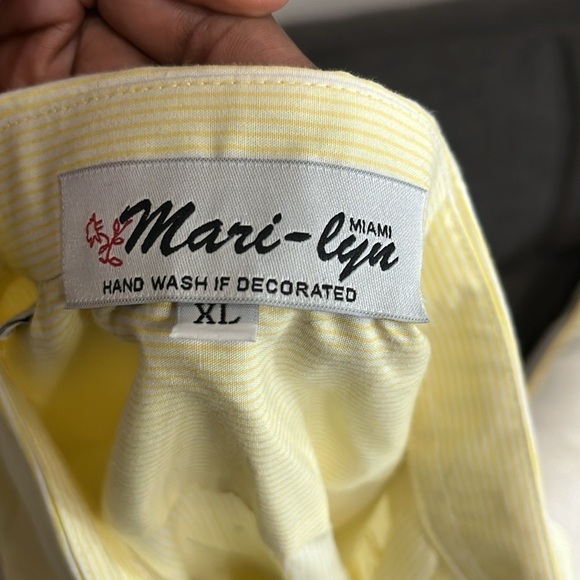 MIAMI
Mari-lyn
HAND WASH IF DECORATED
XL